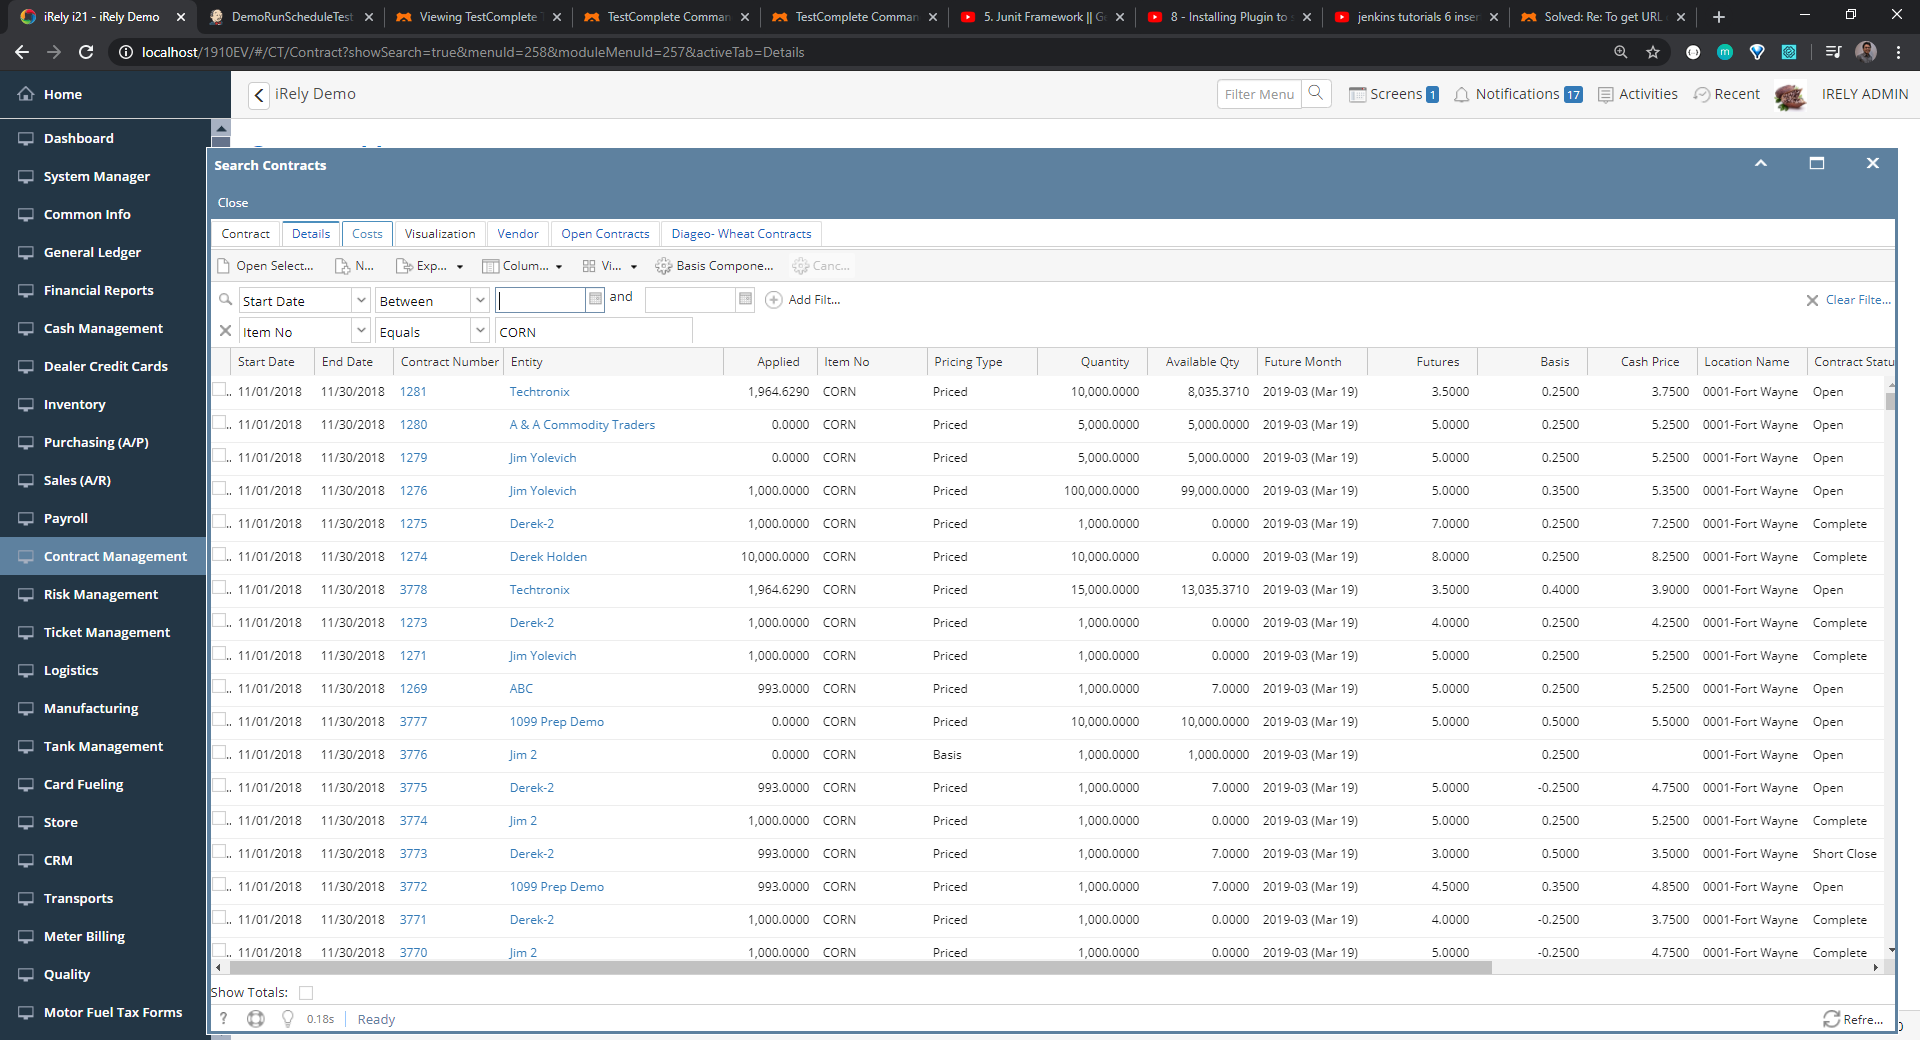 iRely i21 - iRely Demo
DemoRunScheduleTest
Viewing TestComplete
TestComplete Comman
TestComplete Comman
5. Junit Framework || G
8 - Installing Plugin to
jenkins tutorials 6 inser
Solved: Re: To get URL
localhost/1910EV/#/CT/Contract?showSearch=true&menuId=258&moduleMenuId=257&activeTab=Details
Home
iRely Demo
Filter Menu
Screens 1
Notifications 17
Activities
Recent
IRELY ADMIN
Dashboard
System Manager
Common Info
General Ledger
Financial Reports
Cash Management
Dealer Credit Cards
Inventory
Purchasing (A/P)
Sales (A/R)
Payroll
Contract Management
Risk Management
Ticket Management
Logistics
Manufacturing
Tank Management
Card Fueling
Store
CRM
Transports
Meter Billing
Quality
Motor Fuel Tax Forms
Search Contracts
Close
Contract Details Costs Visualization Vendor Open Contracts Diageo- Wheat Contracts
Open Select... N... Exp... Colum... Vi... Basis Compone... Canc...
Start Date Between and Add Filt... Clear Filte...
Item No Equals CORN
Start Date End Date Contract Number Entity Applied Item No Pricing Type Quantity Available Qty Future Month Futures Basis Cash Price Location Name Contract Statu
.. 11/01/2018 11/30/2018 1281 Techtronix 1,964.6290 CORN Priced 10,000.0000 8,035.3710 2019-03 (Mar 19) 3.5000 0.2500 3.7500 0001-Fort Wayne Open
.. 11/01/2018 11/30/2018 1280 A & A Commodity Traders 0.0000 CORN Priced 5,000.0000 5,000.0000 2019-03 (Mar 19) 5.0000 0.2500 5.2500 0001-Fort Wayne Open
.. 11/01/2018 11/30/2018 1279 Jim Yolevich 0.0000 CORN Priced 5,000.0000 5,000.0000 2019-03 (Mar 19) 5.0000 0.2500 5.2500 0001-Fort Wayne Open
.. 11/01/2018 11/30/2018 1276 Jim Yolevich 1,000.0000 CORN Priced 100,000.0000 99,000.0000 2019-03 (Mar 19) 5.0000 0.3500 5.3500 0001-Fort Wayne Open
.. 11/01/2018 11/30/2018 1275 Derek-2 1,000.0000 CORN Priced 1,000.0000 0.0000 2019-03 (Mar 19) 7.0000 0.2500 7.2500 0001-Fort Wayne Complete
.. 11/01/2018 11/30/2018 1274 Derek Holden 10,000.0000 CORN Priced 10,000.0000 0.0000 2019-03 (Mar 19) 8.0000 0.2500 8.2500 0001-Fort Wayne Complete
.. 11/01/2018 11/30/2018 3778 Techtronix 1,964.6290 CORN Priced 15,000.0000 13,035.3710 2019-03 (Mar 19) 3.5000 0.4000 3.9000 0001-Fort Wayne Open
.. 11/01/2018 11/30/2018 1273 Derek-2 1,000.0000 CORN Priced 1,000.0000 0.0000 2019-03 (Mar 19) 4.0000 0.2500 4.2500 0001-Fort Wayne Complete
.. 11/01/2018 11/30/2018 1271 Jim Yolevich 1,000.0000 CORN Priced 1,000.0000 0.0000 2019-03 (Mar 19) 5.0000 0.2500 5.2500 0001-Fort Wayne Complete
.. 11/01/2018 11/30/2018 1269 ABC 993.0000 CORN Priced 1,000.0000 7.0000 2019-03 (Mar 19) 5.0000 0.2500 5.2500 0001-Fort Wayne Open
.. 11/01/2018 11/30/2018 3777 1099 Prep Demo 0.0000 CORN Priced 10,000.0000 10,000.0000 2019-03 (Mar 19) 5.0000 0.5000 5.5000 0001-Fort Wayne Open
.. 11/01/2018 11/30/2018 3776 Jim 2 0.0000 CORN Basis 1,000.0000 1,000.0000 2019-03 (Mar 19) 0.2500 0001-Fort Wayne Open
.. 11/01/2018 11/30/2018 3775 Derek-2 993.0000 CORN Priced 1,000.0000 7.0000 2019-03 (Mar 19) 5.0000 -0.2500 4.7500 0001-Fort Wayne Open
.. 11/01/2018 11/30/2018 3774 Jim 2 1,000.0000 CORN Priced 1,000.0000 0.0000 2019-03 (Mar 19) 5.0000 0.2500 5.2500 0001-Fort Wayne Complete
.. 11/01/2018 11/30/2018 3773 Derek-2 993.0000 CORN Priced 1,000.0000 7.0000 2019-03 (Mar 19) 3.0000 0.5000 3.5000 0001-Fort Wayne Short Close
.. 11/01/2018 11/30/2018 3772 1099 Prep Demo 993.0000 CORN Priced 1,000.0000 7.0000 2019-03 (Mar 19) 4.5000 0.3500 4.8500 0001-Fort Wayne Open
.. 11/01/2018 11/30/2018 3771 Derek-2 1,000.0000 CORN Priced 1,000.0000 0.0000 2019-03 (Mar 19) 4.0000 -0.2500 3.7500 0001-Fort Wayne Complete
.. 11/01/2018 11/30/2018 3770 Jim 2 1,000.0000 CORN Priced 1,000.0000 0.0000 2019-03 (Mar 19) 5.0000 -0.2500 4.7500 0001-Fort Wayne Complete
Show Totals:
? 0.18s Ready Refre...